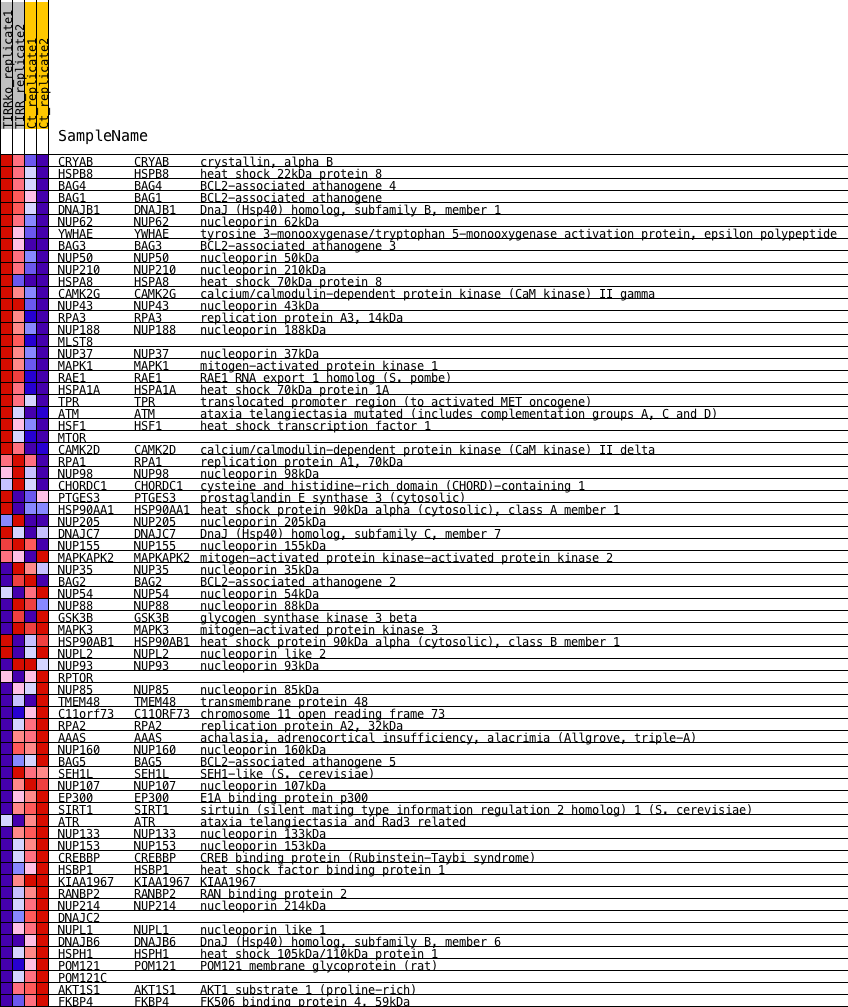 TIRRko_replicate1
TIRR_replicate2
Ct_replicate1
Ct_replicate2
SampleName
CRYAB CRYAB crystallin, alpha B
HSPB8 HSPB8 heat shock 22kDa protein 8
BAG4 BAG4 BCL2-associated athanogene 4
BAG1 BAG1 BCL2-associated athanogene
DNAJB1 DNAJB1 DnaJ (Hsp40) homolog, subfamily B, member 1
NUP62 NUP62 nucleoporin 62kDa
YWHAE YWHAE tyrosine 3-monooxygenase/tryptophan 5-monooxygenase activation protein, epsilon polypeptide
BAG3 BAG3 BCL2-associated athanogene 3
NUP50 NUP50 nucleoporin 50kDa
NUP210 NUP210 nucleoporin 210kDa
HSPA8 HSPA8 heat shock 70kDa protein 8
CAMK2G CAMK2G calcium/calmodulin-dependent protein kinase (CaM kinase) II gamma
NUP43 NUP43 nucleoporin 43kDa
RPA3 RPA3 replication protein A3, 14kDa
NUP188 NUP188 nucleoporin 188kDa
MLST8
NUP37 NUP37 nucleoporin 37kDa
MAPK1 MAPK1 mitogen-activated protein kinase 1
RAE1 RAE1 RAE1 RNA export 1 homolog (S. pombe)
HSPA1A HSPA1A heat shock 70kDa protein 1A
TPR TPR translocated promoter region (to activated MET oncogene)
ATM ATM ataxia telangiectasia mutated (includes complementation groups A, C and D)
HSF1 HSF1 heat shock transcription factor 1
MTOR
CAMK2D CAMK2D calcium/calmodulin-dependent protein kinase (CaM kinase) II delta
RPA1 RPA1 replication protein A1, 70kDa
NUP98 NUP98 nucleoporin 98kDa
CHORDC1 CHORDC1 cysteine and histidine-rich domain (CHORD)-containing 1
PTGES3 PTGES3 prostaglandin E synthase 3 (cytosolic)
HSP90AA1 HSP90AA1 heat shock protein 90kDa alpha (cytosolic), class A member 1
NUP205 NUP205 nucleoporin 205kDa
DNAJC7 DNAJC7 DnaJ (Hsp40) homolog, subfamily C, member 7
NUP155 NUP155 nucleoporin 155kDa
MAPKAPK2 MAPKAPK2 mitogen-activated protein kinase-activated protein kinase 2
NUP35 NUP35 nucleoporin 35kDa
BAG2 BAG2 BCL2-associated athanogene 2
NUP54 NUP54 nucleoporin 54kDa
NUP88 NUP88 nucleoporin 88kDa
GSK3B GSK3B glycogen synthase kinase 3 beta
MAPK3 MAPK3 mitogen-activated protein kinase 3
HSP90AB1 HSP90AB1 heat shock protein 90kDa alpha (cytosolic), class B member 1
NUPL2 NUPL2 nucleoporin like 2
NUP93 NUP93 nucleoporin 93kDa
RPTOR
NUP85 NUP85 nucleoporin 85kDa
TMEM48 TMEM48 transmembrane protein 48
C11orf73 C11ORF73 chromosome 11 open reading frame 73
RPA2 RPA2 replication protein A2, 32kDa
AAAS AAAS achalasia, adrenocortical insufficiency, alacrimia (Allgrove, triple-A)
NUP160 NUP160 nucleoporin 160kDa
BAG5 BAG5 BCL2-associated athanogene 5
SEH1L SEH1L SEH1-like (S. cerevisiae)
NUP107 NUP107 nucleoporin 107kDa
EP300 EP300 E1A binding protein p300
SIRT1 SIRT1 sirtuin (silent mating type information regulation 2 homolog) 1 (S. cerevisiae)
ATR ATR ataxia telangiectasia and Rad3 related
NUP133 NUP133 nucleoporin 133kDa
NUP153 NUP153 nucleoporin 153kDa
CREBBP CREBBP CREB binding protein (Rubinstein-Taybi syndrome)
HSBP1 HSBP1 heat shock factor binding protein 1
KIAA1967 KIAA1967 KIAA1967
RANBP2 RANBP2 RAN binding protein 2
NUP214 NUP214 nucleoporin 214kDa
DNAJC2
NUPL1 NUPL1 nucleoporin like 1
DNAJB6 DNAJB6 DnaJ (Hsp40) homolog, subfamily B, member 6
HSPH1 HSPH1 heat shock 105kDa/110kDa protein 1
POM121 POM121 POM121 membrane glycoprotein (rat)
POM121C
AKT1S1 AKT1S1 AKT1 substrate 1 (proline-rich)
FKBP4 FKBP4 FK506 binding protein 4, 59kDa